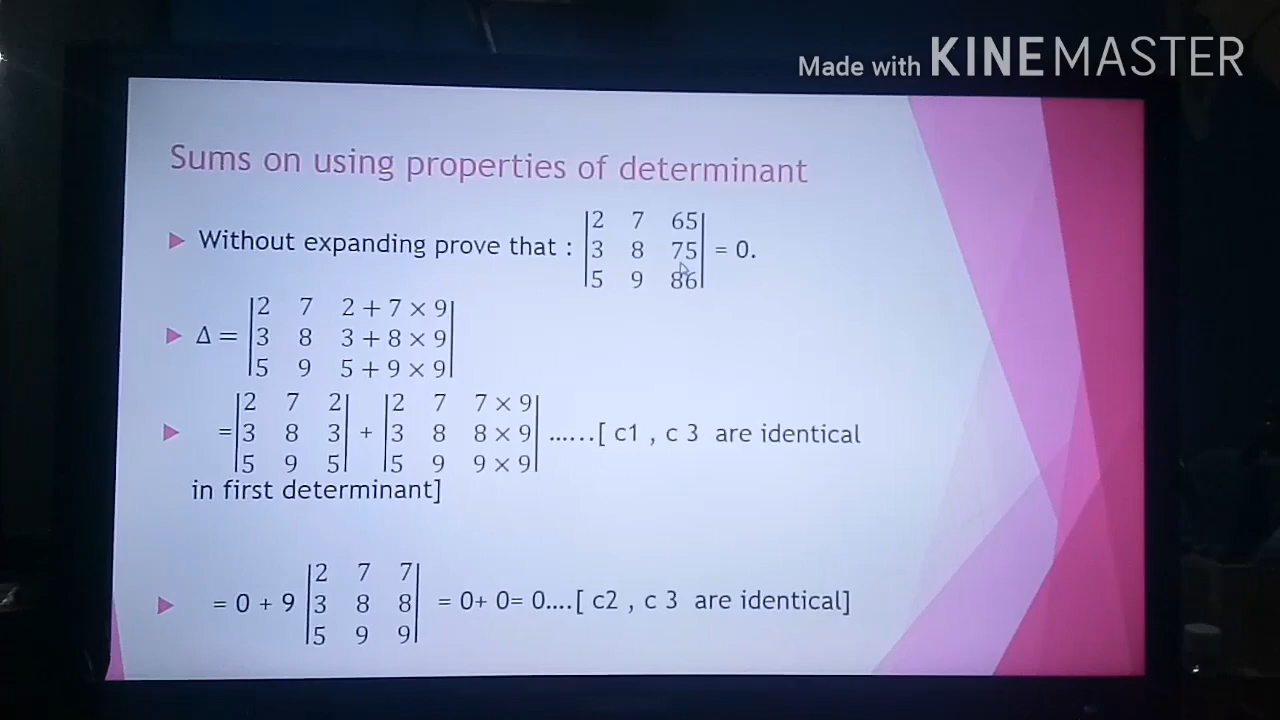 Made with KINEMASTER
Sums on using properties of determinant
Without expanding prove that : |2 7 65|
|3 8 75| = 0.
|5 9 86|
|2 7 2 + 7 × 9|
Δ = |3 8 3 + 8 × 9|
|5 9 5 + 9 × 9|
|2 7 2| |2 7 7 × 9|
=|3 8 3| + |3 8 8 × 9| ......[ c1 , c 3 are identical
|5 9 5| |5 9 9 × 9|
in first determinant]
|2 7 7|
= 0 + 9 |3 8 8| = 0+ 0= 0....[ c2 , c 3 are identical]
|5 9 9|